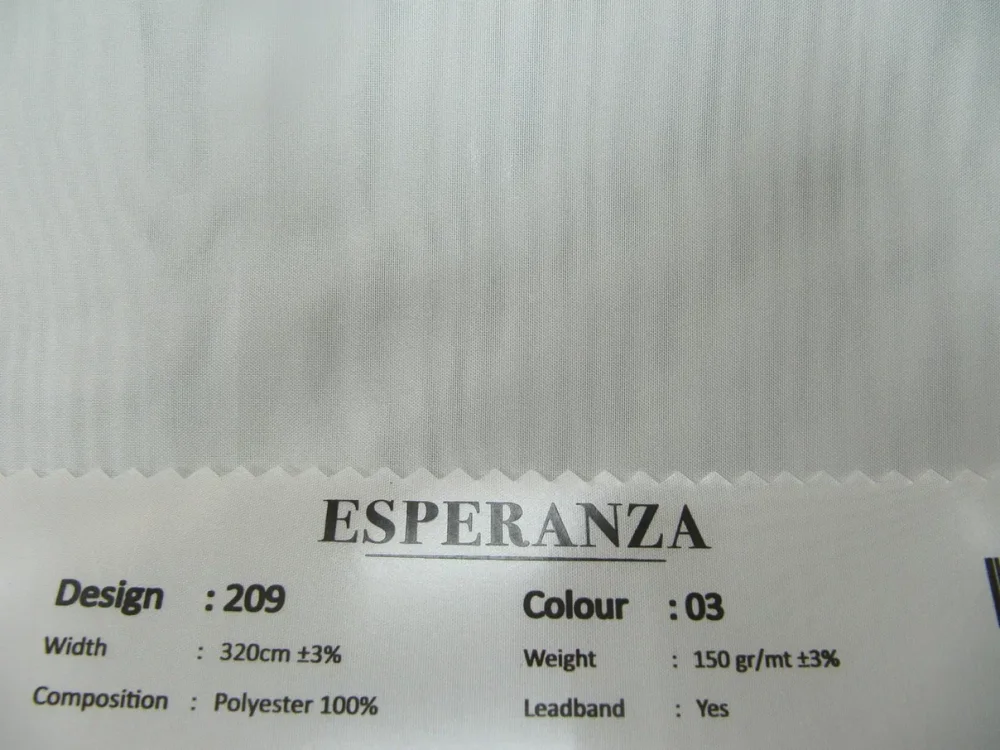 ESPERANZA
Design : 209 Colour : 03
Width : 320cm ±3% Weight : 150 gr/mt ±3%
Composition : Polyester 100% Leadband : Yes